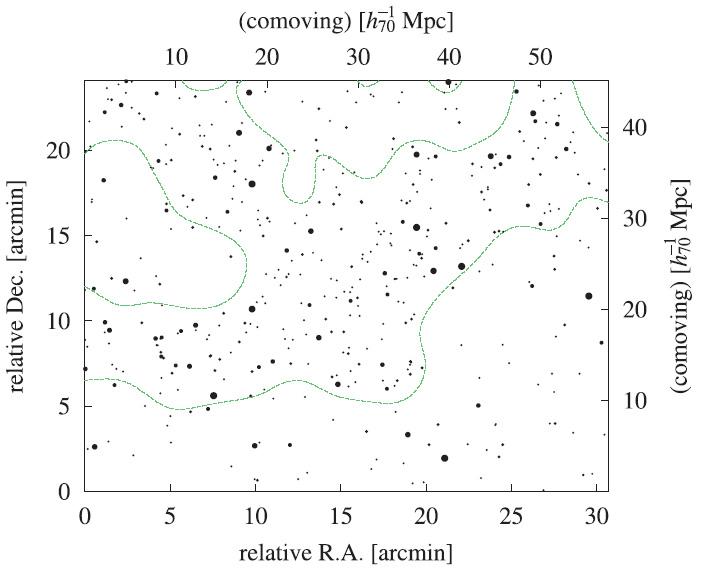 (comoving) [h₇₀⁻¹ Mpc]
10 20 30 40 50
20
15
10
5
0
relative Dec. [arcmin]
40
30
20
10
(comoving) [h₇₀⁻¹ Mpc]
0 5 10 15 20 25 30
relative R.A. [arcmin]